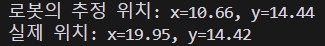 로봇의 추정 위치: x=10.66, y=14.44
실제 위치: x=19.95, y=14.42